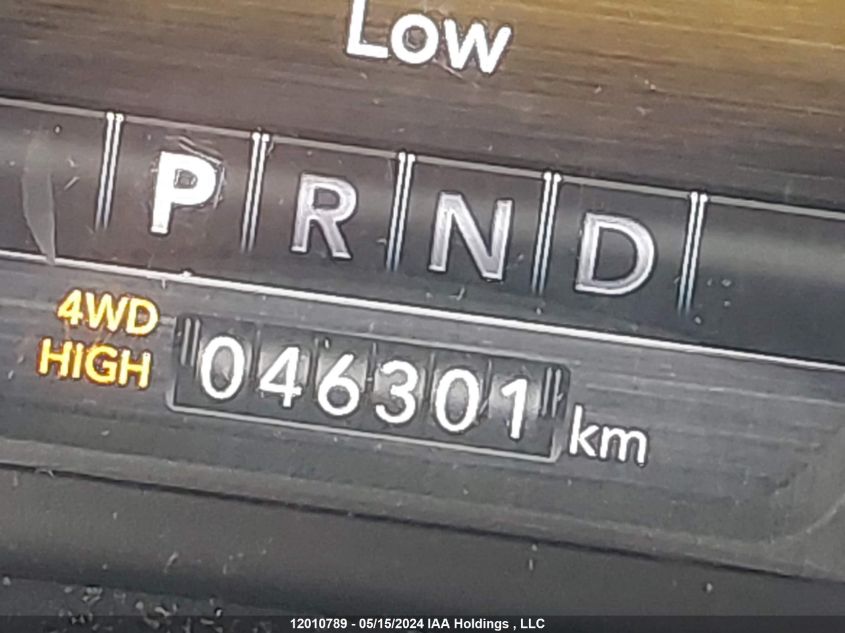 Low
P R N D
4WD
HIGH
046301 km
12010789 - 05/15/2024 IAA Holdings , LLC